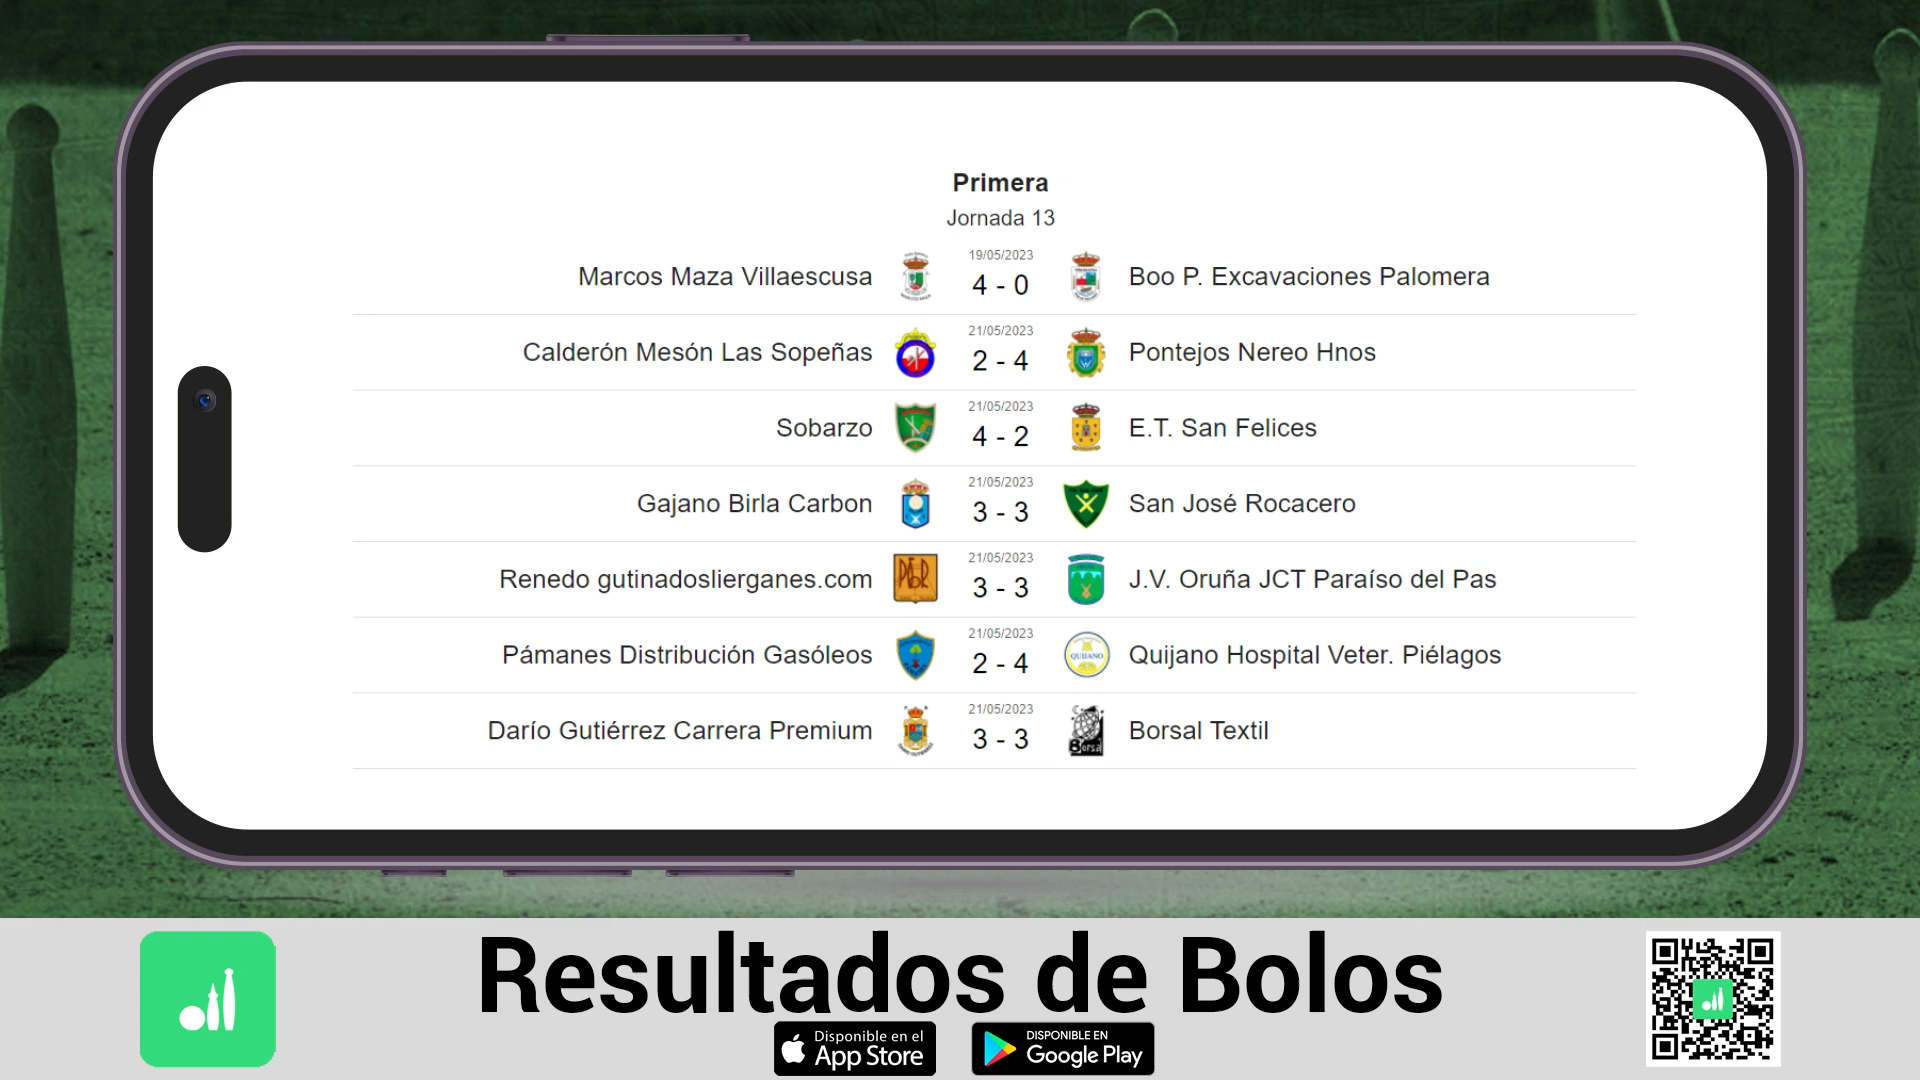 Primera
Jornada 13
19/05/2023
Marcos Maza Villaescusa 4 - 0 Boo P. Excavaciones Palomera
21/05/2023
Calderón Mesón Las Sopeñas 2 - 4 Pontejos Nereo Hnos
21/05/2023
Sobarzo 4 - 2 E.T. San Felices
21/05/2023
Gajano Birla Carbon 3 - 3 San José Rocacero
21/05/2023
Renedo gutinadoslierganes.com 3 - 3 J.V. Oruña JCT Paraíso del Pas
21/05/2023
Pámanes Distribución Gasóleos 2 - 4 QUIJANO Quijano Hospital Veter. Piélagos
21/05/2023
Darío Gutiérrez Carrera Premium 3 - 3 Borsal Borsal Textil
Resultados de Bolos
Disponible en el
App Store
DISPONIBLE EN
Google Play